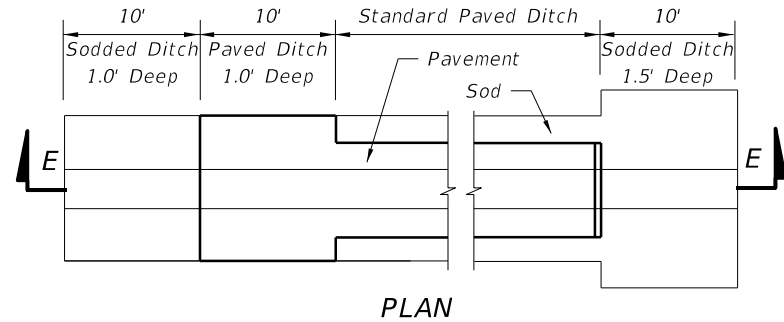 10' 10' Standard Paved Ditch 10'
Sodded Ditch Paved Ditch Sodded Ditch
1.0' Deep 1.0' Deep 1.5' Deep
Pavement
Sod
E E
PLAN